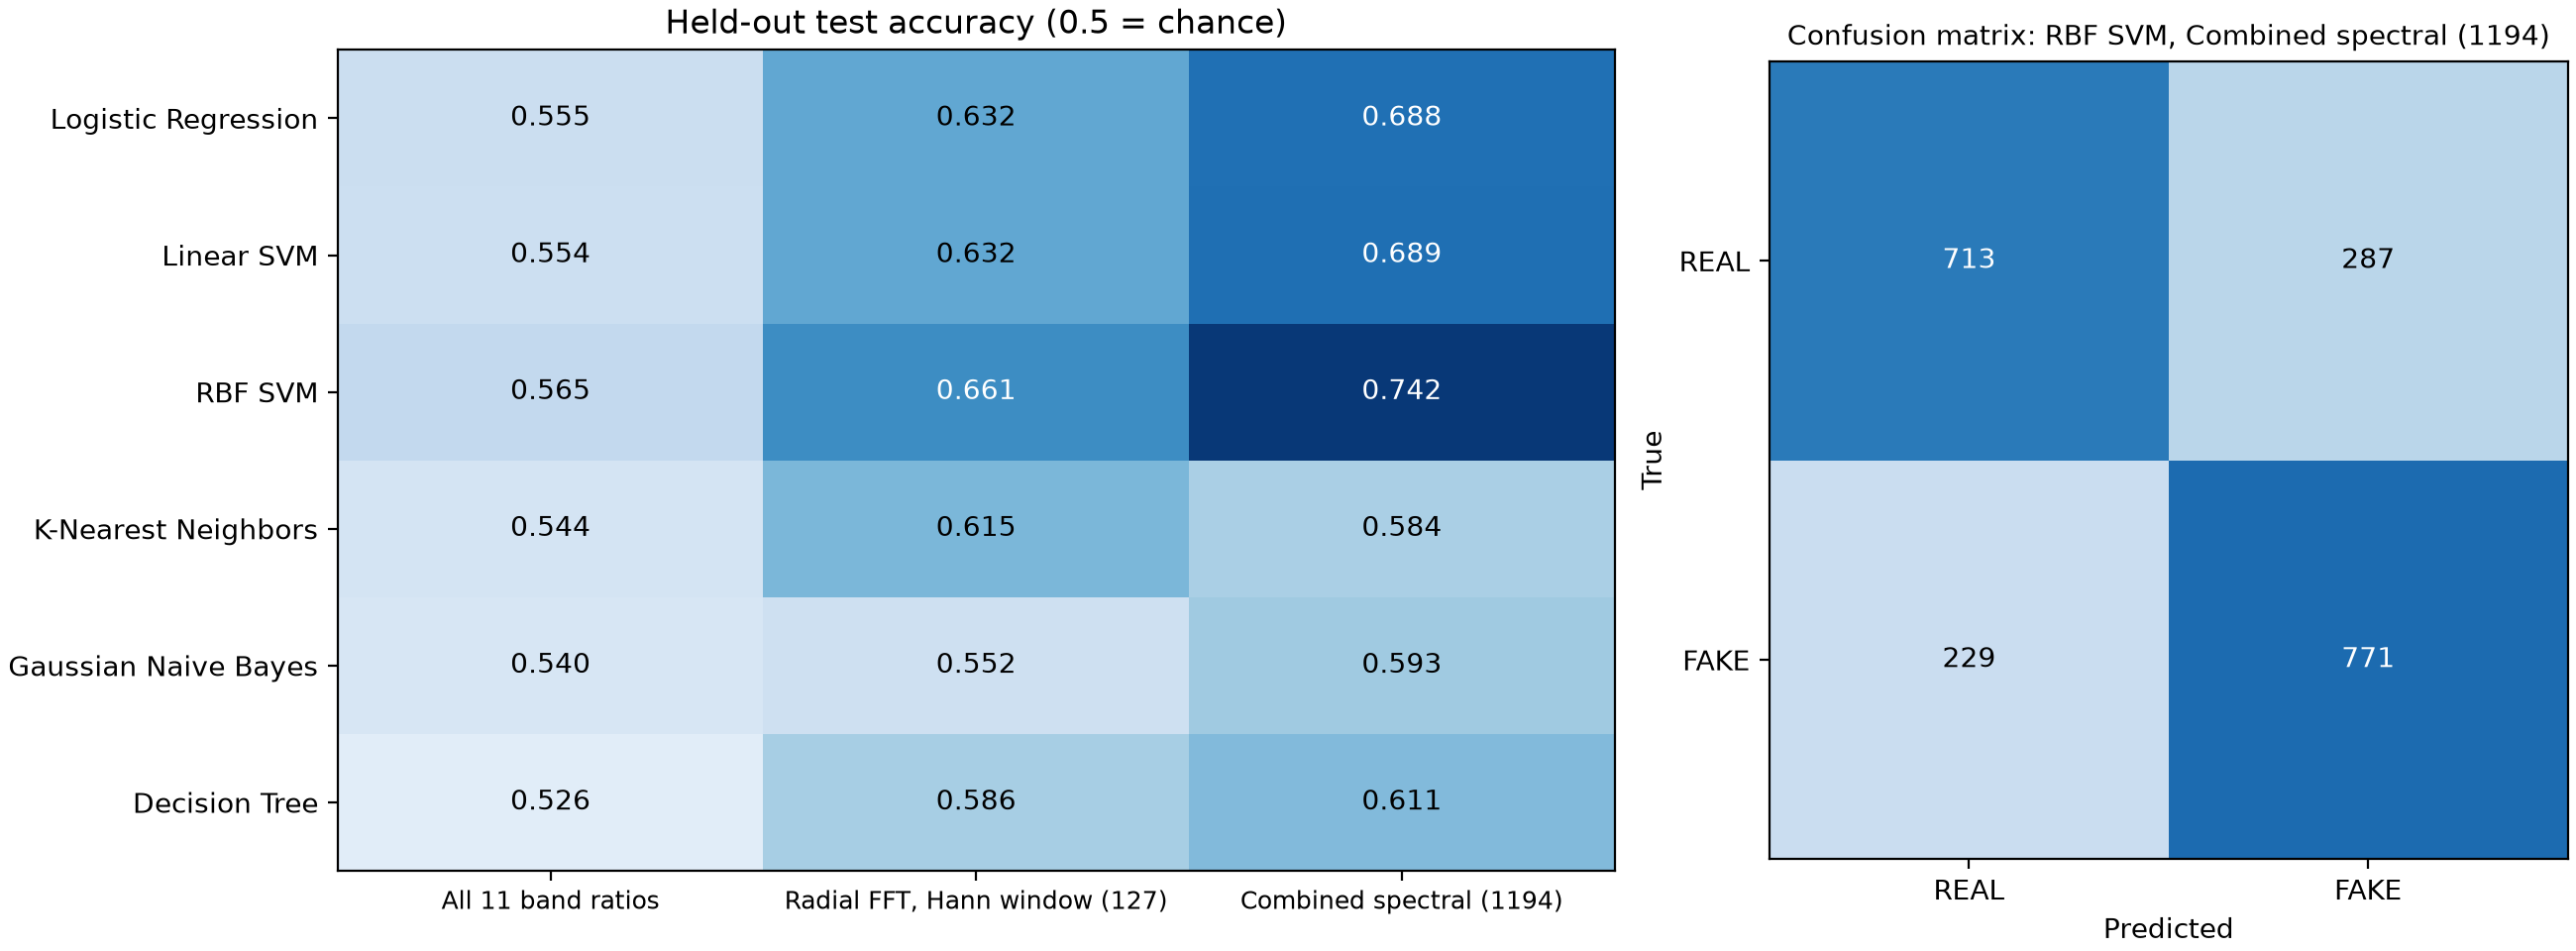 Held-out test accuracy (0.5 = chance)
Logistic Regression 0.555 0.632 0.688
Linear SVM 0.554 0.632 0.689
RBF SVM 0.565 0.661 0.742
K-Nearest Neighbors 0.544 0.615 0.584
Gaussian Naive Bayes 0.540 0.552 0.593
Decision Tree 0.526 0.586 0.611
All 11 band ratios Radial FFT, Hann window (127) Combined spectral (1194)
Confusion matrix: RBF SVM, Combined spectral (1194)
True
REAL 713 287
FAKE 229 771
REAL FAKE
Predicted